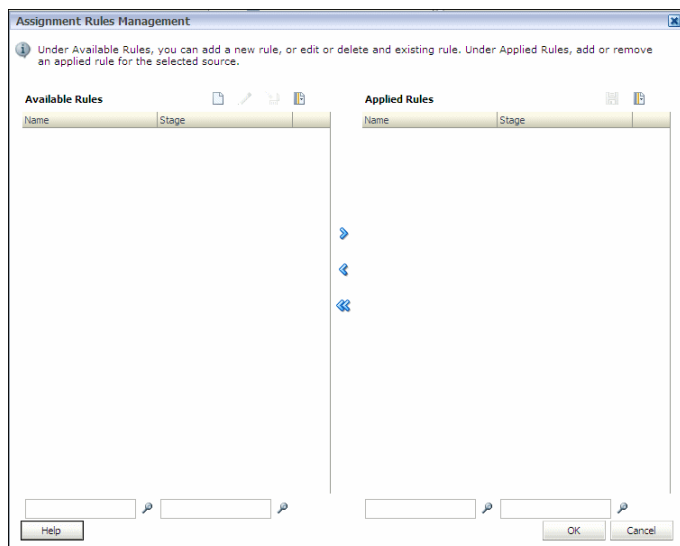 Assignment Rules Management
Under Available Rules, you can add a new rule, or edit or delete and existing rule. Under Applied Rules, add or remove
an applied rule for the selected source.
Available Rules
Applied Rules
Name Stage
Name Stage
Help
OK
Cancel